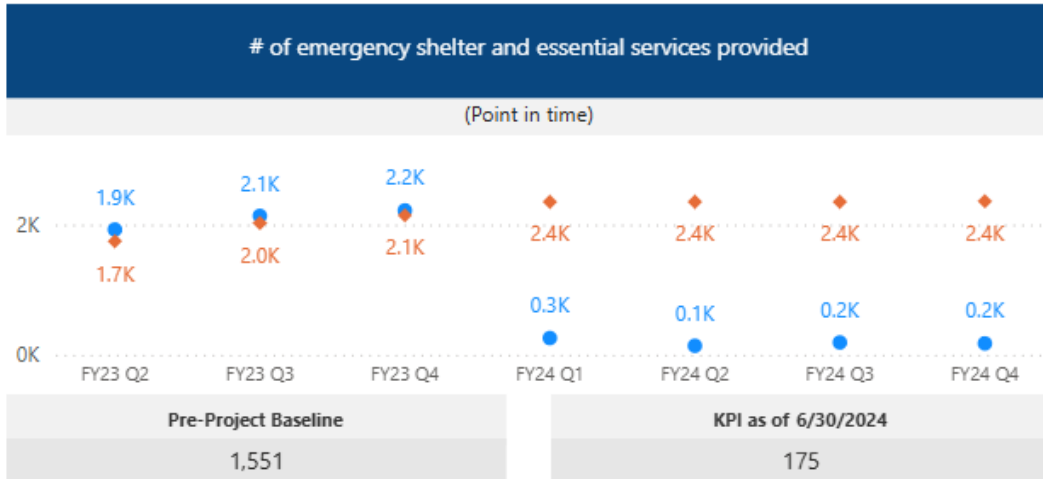 # of emergency shelter and essential services provided
(Point in time)
1.9K
2.1K
2.2K
2K
1.7K
2.0K
2.1K
2.4K
2.4K
2.4K
2.4K
0.3K
0.1K
0.2K
0.2K
0K
FY23 Q2
FY23 Q3
FY23 Q4
FY24 Q1
FY24 Q2
FY24 Q3
FY24 Q4
Pre-Project Baseline
KPI as of 6/30/2024
1,551
175